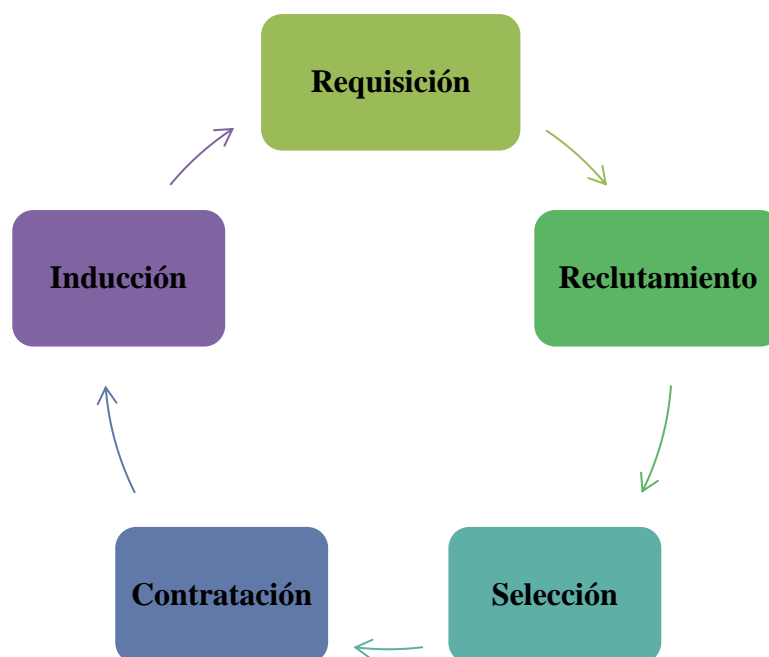 Requisición
Reclutamiento
Selección
Contratación
Inducción